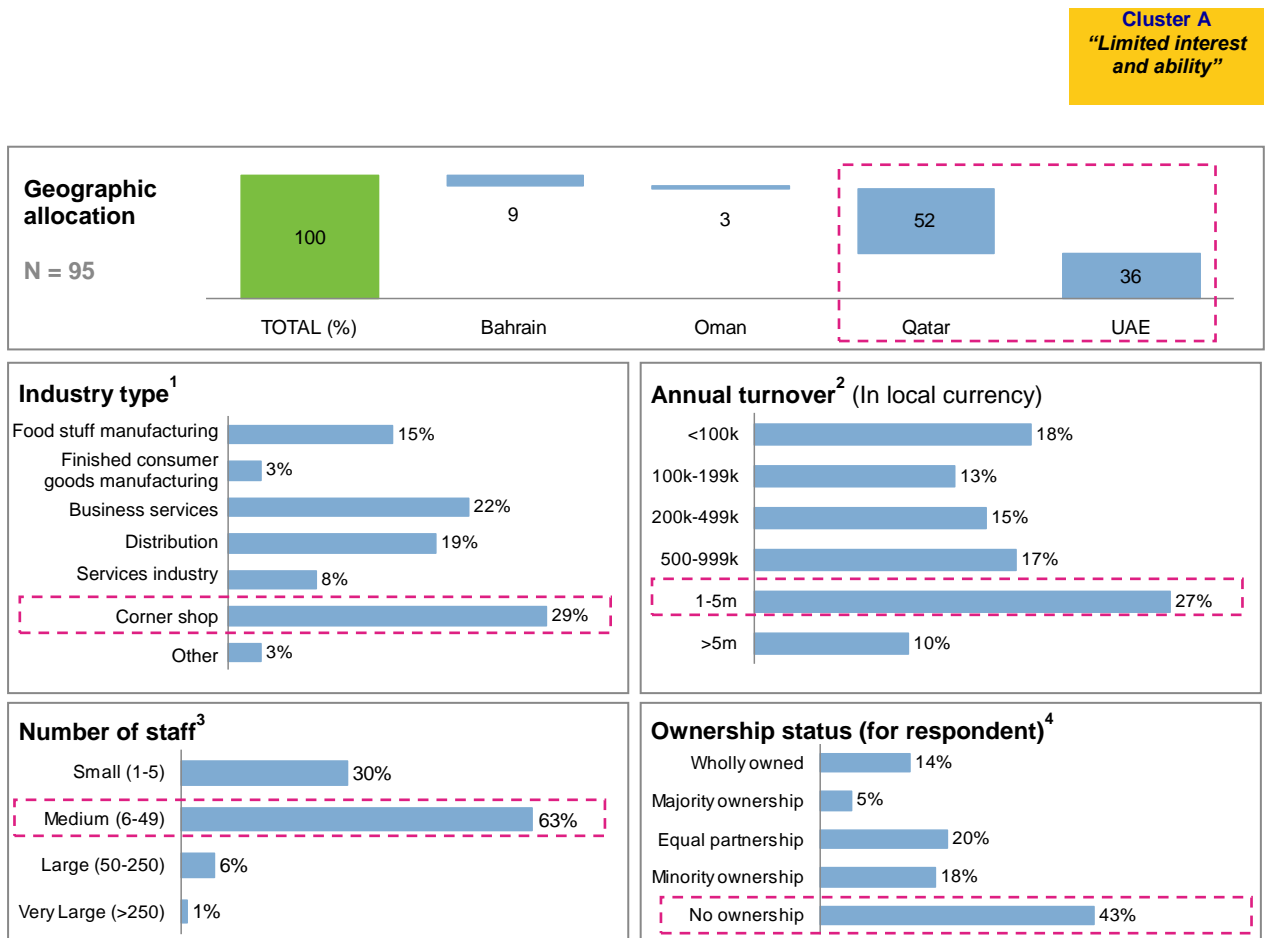 Cluster A
“Limited interest
and ability”
Geographic
allocation
N = 95
100
9
3
52
36
TOTAL (%)
Bahrain
Oman
Qatar
UAE
Industry type1
Food stuff manufacturing
15%
Finished consumer
goods manufacturing
3%
Business services
22%
Distribution
19%
Services industry
8%
Corner shop
29%
Other
3%
Annual turnover2 (In local currency)
<100k
18%
100k-199k
13%
200k-499k
15%
500-999k
17%
1-5m
27%
>5m
10%
Number of staff3
Small (1-5)
30%
Medium (6-49)
63%
Large (50-250)
6%
Very Large (>250)
1%
Ownership status (for respondent)4
Wholly owned
14%
Majority ownership
5%
Equal partnership
20%
Minority ownership
18%
No ownership
43%